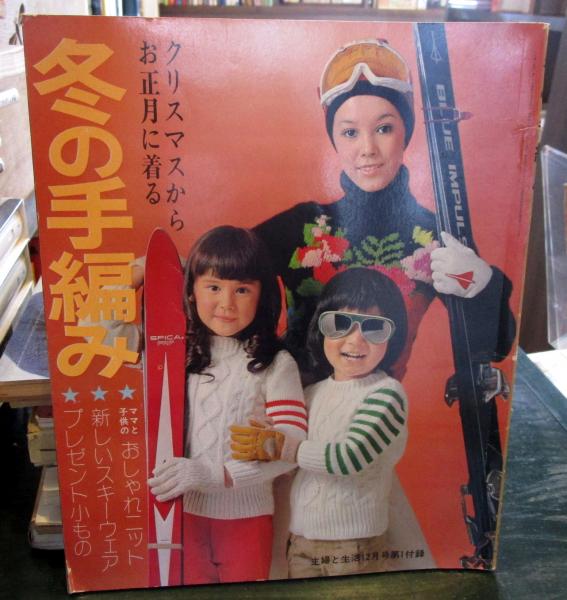 クリスマスから
お正月に着る
冬の手編み
★ママと子供のおしゃれニット
★新しいスキーウェア
★プレゼント小もの
BLUE IMPULS
SPICA
主婦と生活12月号第1付録